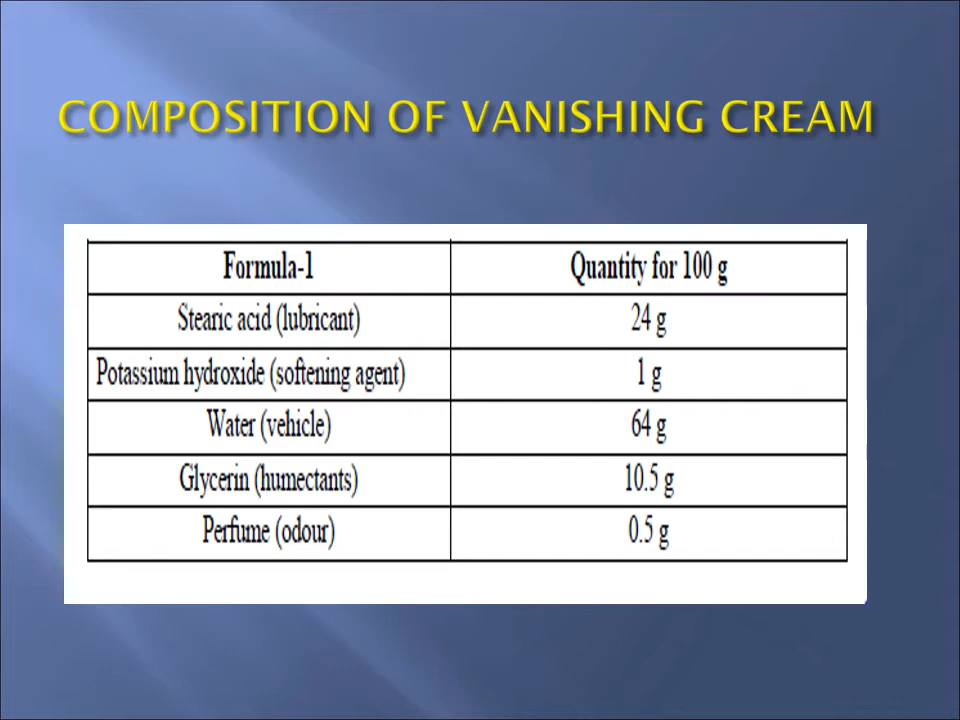 COMPOSITION OF VANISHING CREAM
Formula-1 Quantity for 100 g
Stearic acid (lubricant) 24 g
Potassium hydroxide (softening agent) 1 g
Water (vehicle) 64 g
Glycerin (humectants) 10.5 g
Perfume (odour) 0.5 g